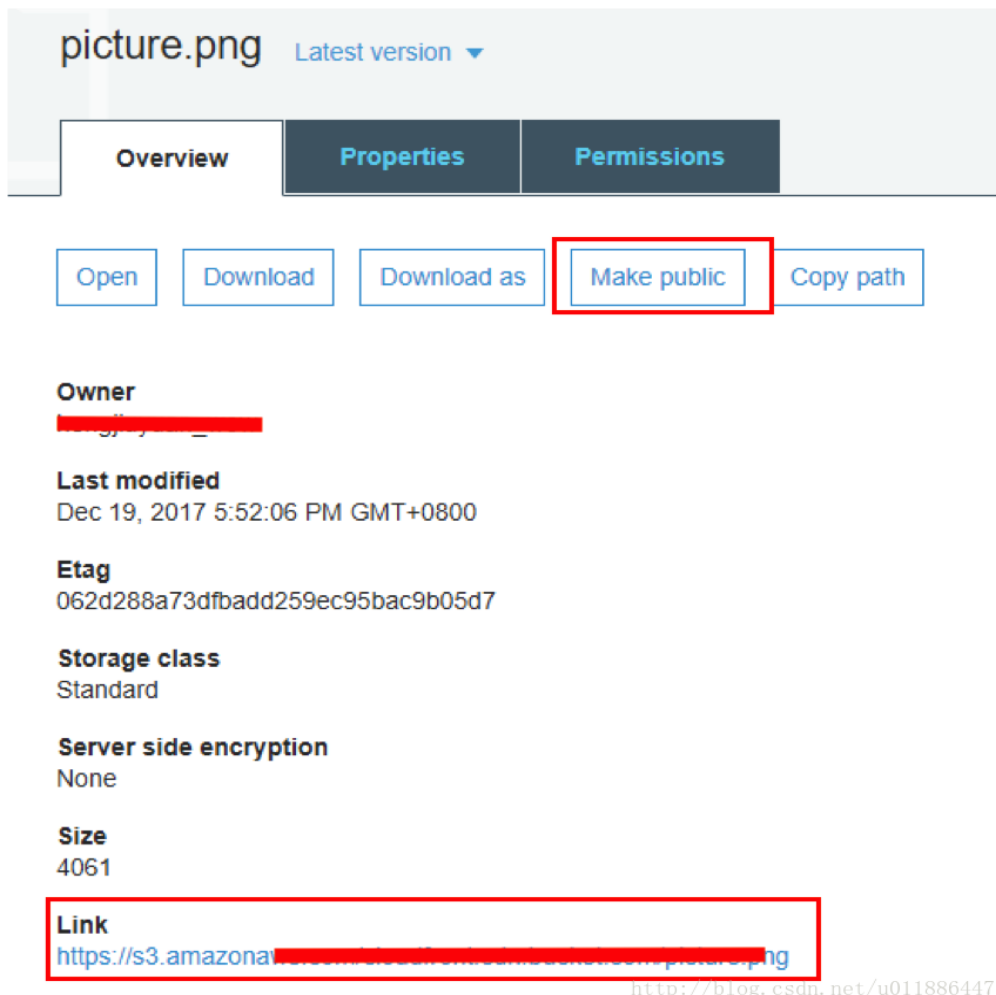 picture.png Latest version
Overview Properties Permissions
Open Download Download as Make public Copy path
Owner
Last modified
Dec 19, 2017 5:52:06 PM GMT+0800
Etag
062d288a73dfbadd259ec95bac9b05d7
Storage class
Standard
Server side encryption
None
Size
4061
Link
https://s3.amazona ng
http://blog.csdn.net/u011886447